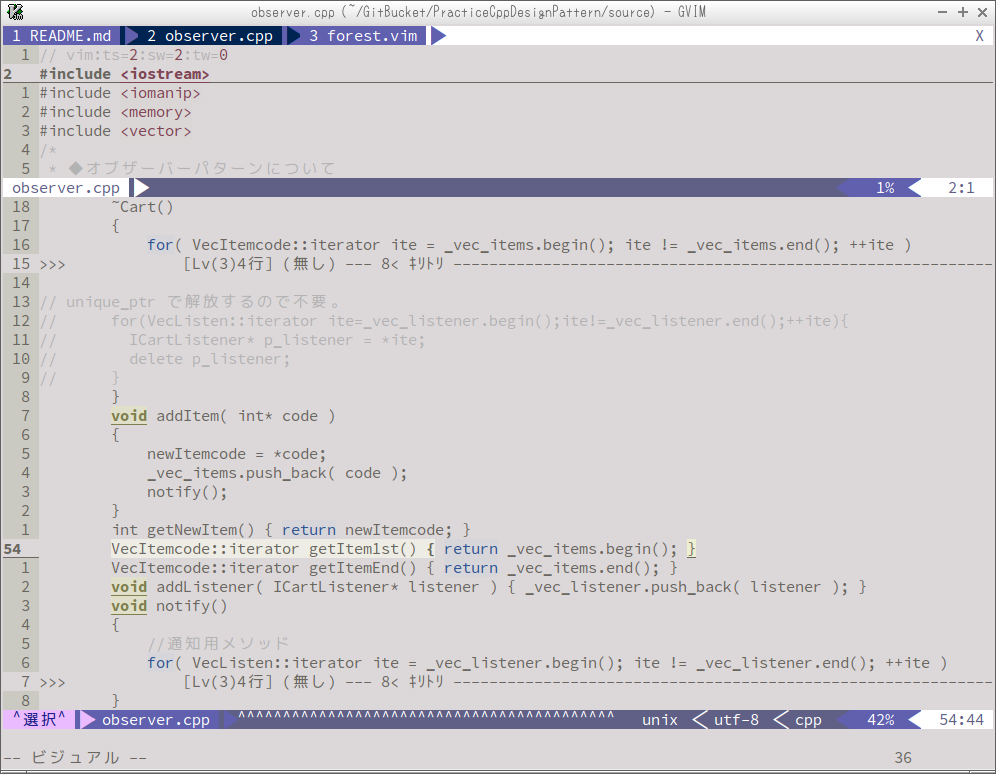 observer.cpp (~/GitBucket/PracticeCppDesignPattern/source) - GVIM
1 README.md 2 observer.cpp 3 forest.vim X
1 // vim:ts=2:sw=2:tw=0
2 #include <iostream>
1 #include <iomanip>
2 #include <memory>
3 #include <vector>
4 /*
5 * ◆オブザーバーパターンについて
observer.cpp 1% 2:1
18 ~Cart()
17 {
16 for( VecItemcode::iterator ite = _vec_items.begin(); ite != _vec_items.end(); ++ite )
15 >>> [Lv(3)4行] (無し) --- 8< ｷﾘﾄﾘ ------------------------------------------------------------
14
13 // unique_ptr で解放するので不要。
12 // for(VecListen::iterator ite=_vec_listener.begin();ite!=_vec_listener.end();++ite){
11 // ICartListener* p_listener = *ite;
10 // delete p_listener;
9 // }
8 }
7 void addItem( int* code )
6 {
5 newItemcode = *code;
4 _vec_items.push_back( code );
3 notify();
2 }
1 int getNewItem() { return newItemcode; }
54 VecItemcode::iterator getItem1st() { return _vec_items.begin(); }
1 VecItemcode::iterator getItemEnd() { return _vec_items.end(); }
2 void addListener( ICartListener* listener ) { _vec_listener.push_back( listener ); }
3 void notify()
4 {
5 //通知用メソッド
6 for( VecListen::iterator ite = _vec_listener.begin(); ite != _vec_listener.end(); ++ite )
7 >>> [Lv(3)4行] (無し) --- 8< ｷﾘﾄﾘ ------------------------------------------------------------
8 }
^選択^ observer.cpp ^^^^^^^^^^^^^^^^^^^^^^^^^^^^^^^^^^^^^^^^^^ unix < utf-8 < cpp 42% 54:44
-- ビジュアル -- 36